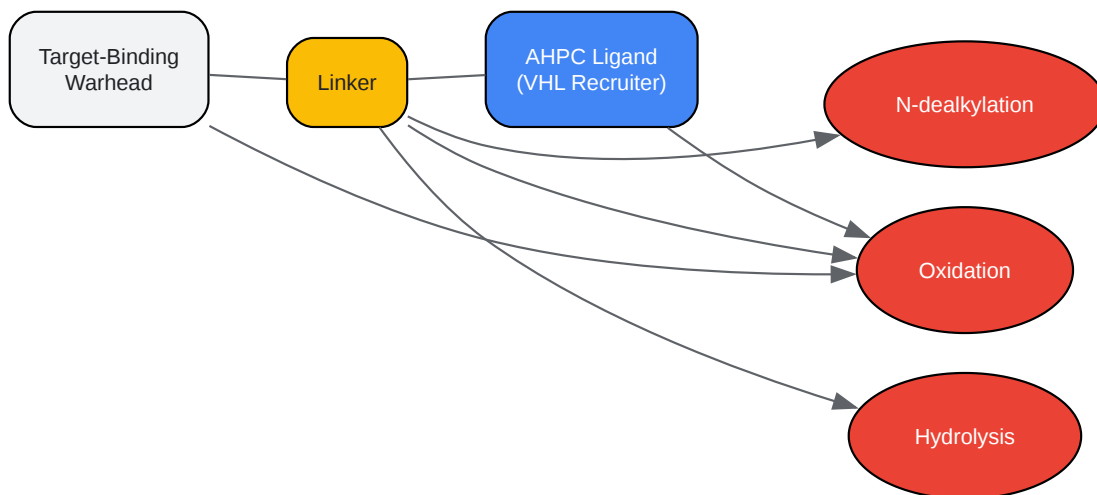 Target-Binding
Warhead
Linker
AHPC Ligand
(VHL Recruiter)
N-dealkylation
Oxidation
Hydrolysis